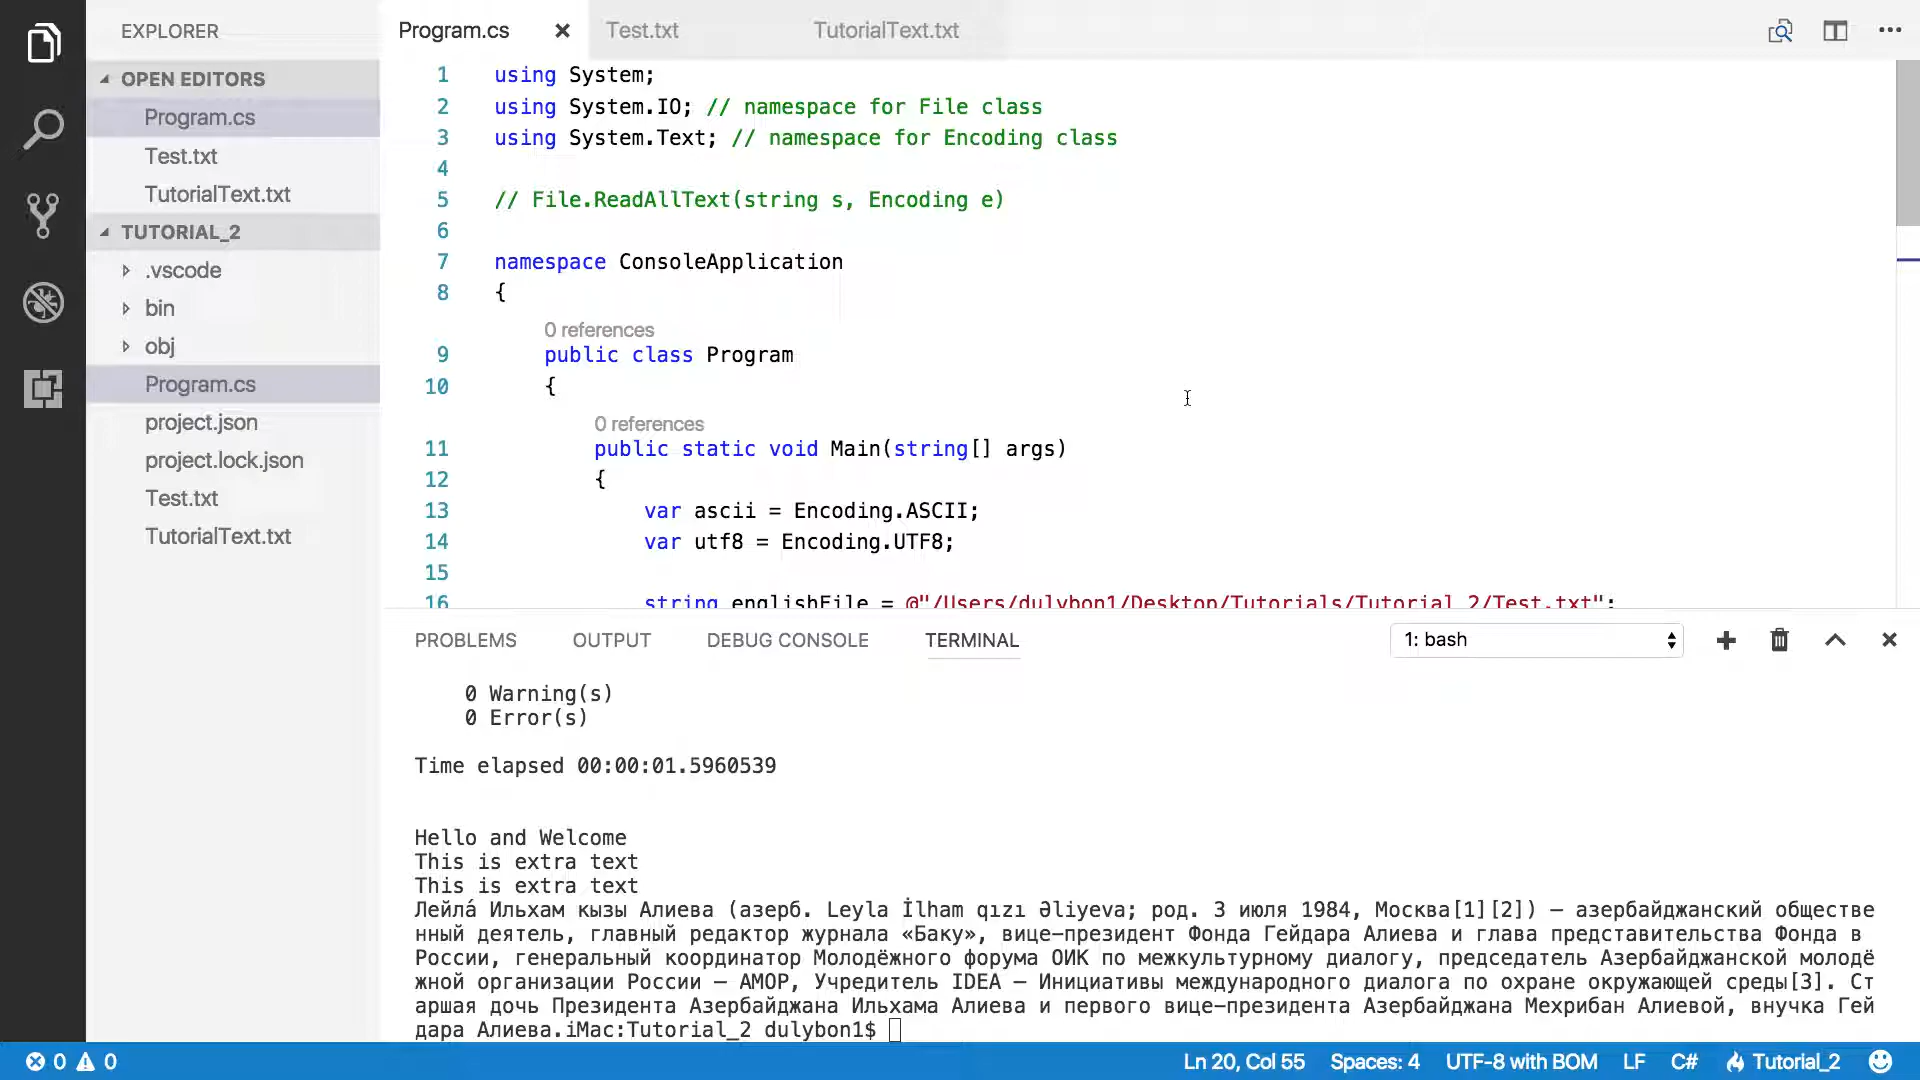 EXPLORER
OPEN EDITORS
Program.cs
Test.txt
TutorialText.txt
TUTORIAL_2
.vscode
bin
obj
Program.cs
project.json
project.lock.json
Test.txt
TutorialText.txt
Program.cs Test.txt TutorialText.txt
1 using System;
2 using System.IO; // namespace for File class
3 using System.Text; // namespace for Encoding class
4
5 // File.ReadAllText(string s, Encoding e)
6
7 namespace ConsoleApplication
8 {
0 references
9 public class Program
10 {
0 references
11 public static void Main(string[] args)
12 {
13 var ascii = Encoding.ASCII;
14 var utf8 = Encoding.UTF8;
15
16 string englishFile = @"/Users/dulybon1/Desktop/Tutorials/Tutorial_2/Test.txt";
PROBLEMS OUTPUT DEBUG CONSOLE TERMINAL 1: bash
0 Warning(s)
0 Error(s)
Time elapsed 00:00:01.5960539
Hello and Welcome
This is extra text
This is extra text
Лейла́ Ильхам кызы Алиева (азерб. Leyla İlham qızı Əliyeva; род. 3 июля 1984, Москва[1][2]) — азербайджанский обществе
нный деятель, главный редактор журнала «Баку», вице-президент Фонда Гейдара Алиева и глава представительства Фонда в
России, генеральный координатор Молодёжного форума ОИК по межкультурному диалогу, председатель Азербайджанской молодё
жной организации России — АМОР, Учредитель IDEA — Инициативы международного диалога по охране окружающей среды[3]. Ст
аршая дочь Президента Азербайджана Ильхама Алиева и первого вице-президента Азербайджана Мехрибан Алиевой, внучка Гей
дара Алиева.iMac:Tutorial_2 dulybon1$
0 0 Ln 20, Col 55 Spaces: 4 UTF-8 with BOM LF C# Tutorial_2